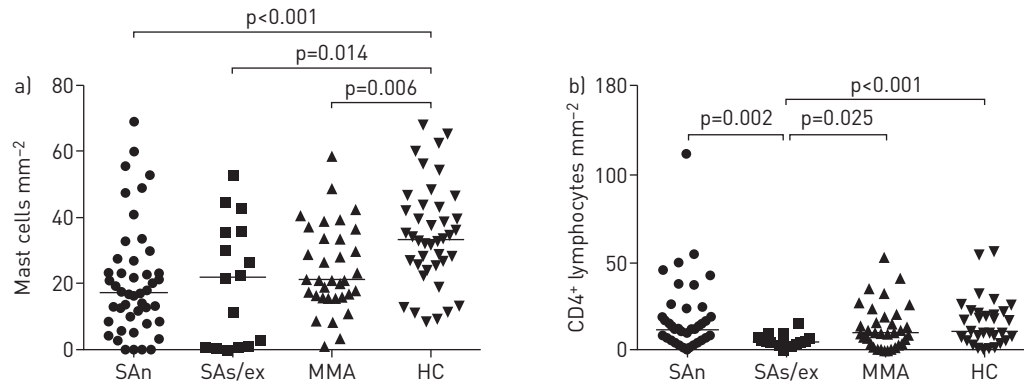 p<0.001
p=0.014
p=0.006
a)
80
60
40
20
0
Mast cells mm⁻²
SAn
SAs/ex
MMA
HC
b)
p<0.001
p=0.002
p=0.025
180
100
50
0
CD4⁺ lymphocytes mm⁻²
SAn
SAs/ex
MMA
HC